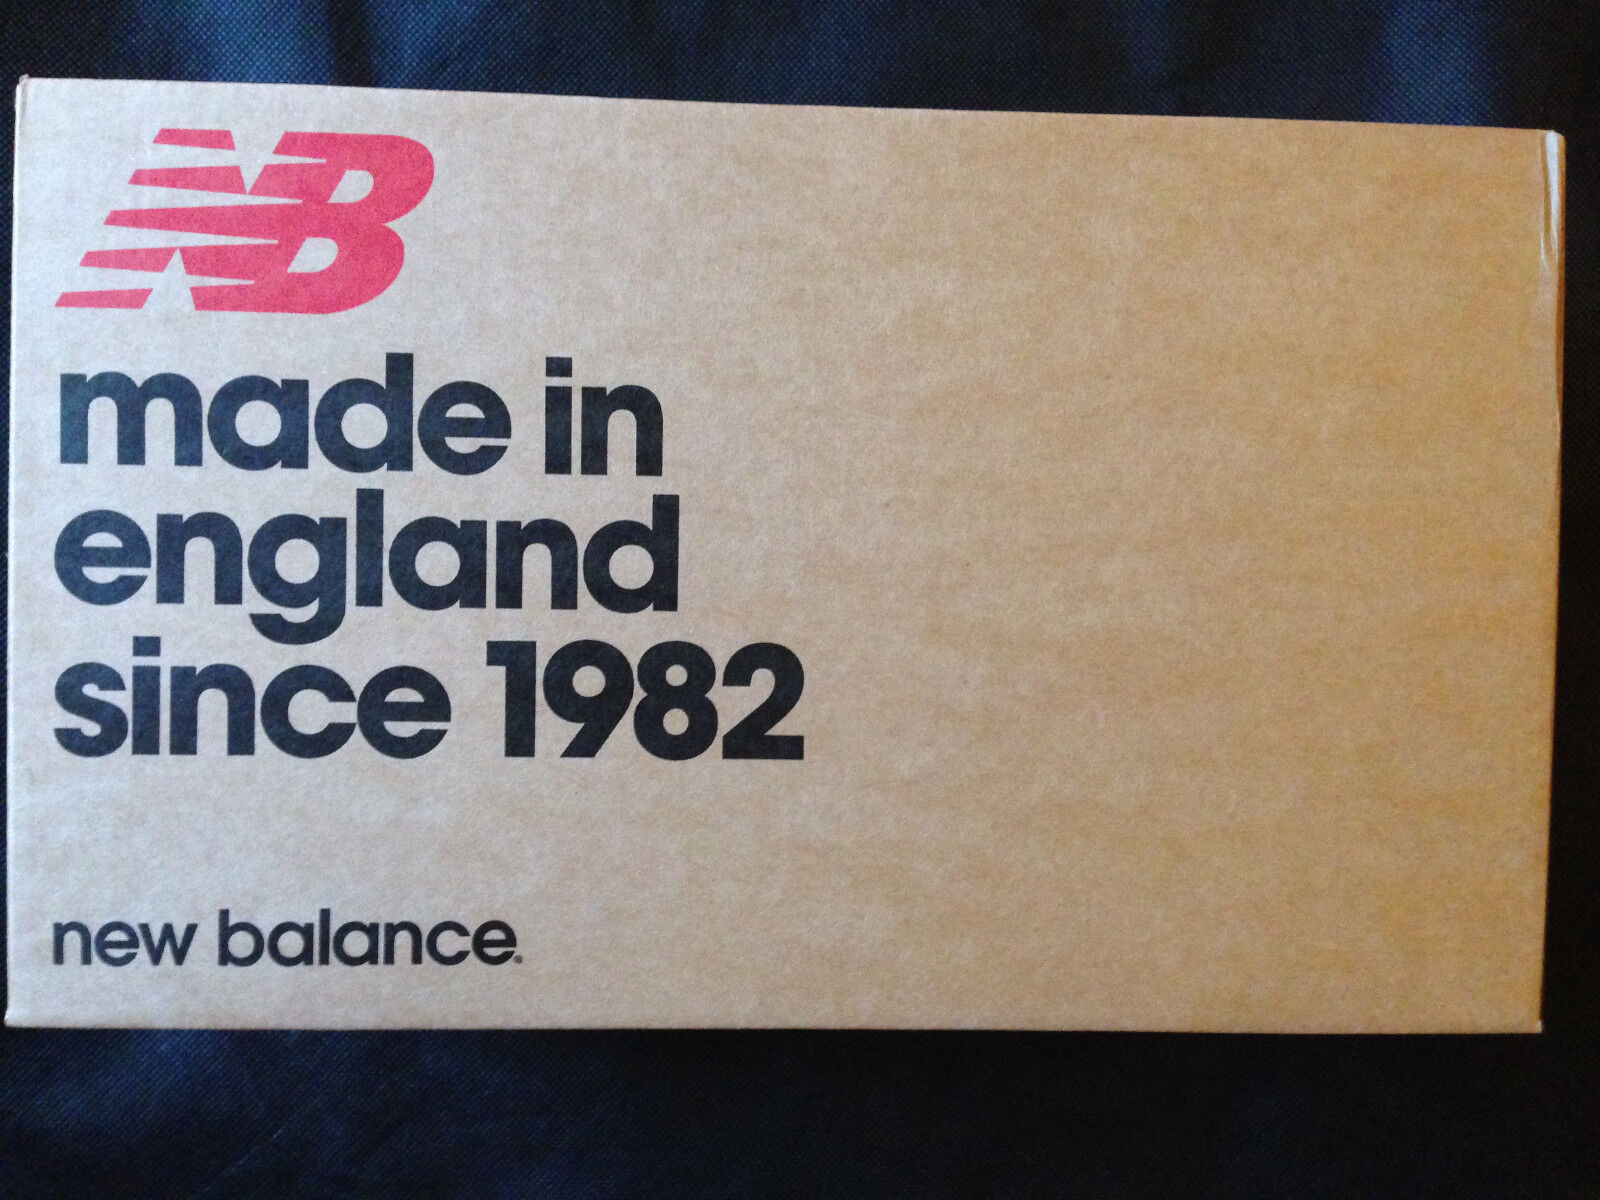 NB
made in
england
since 1982
new balance®